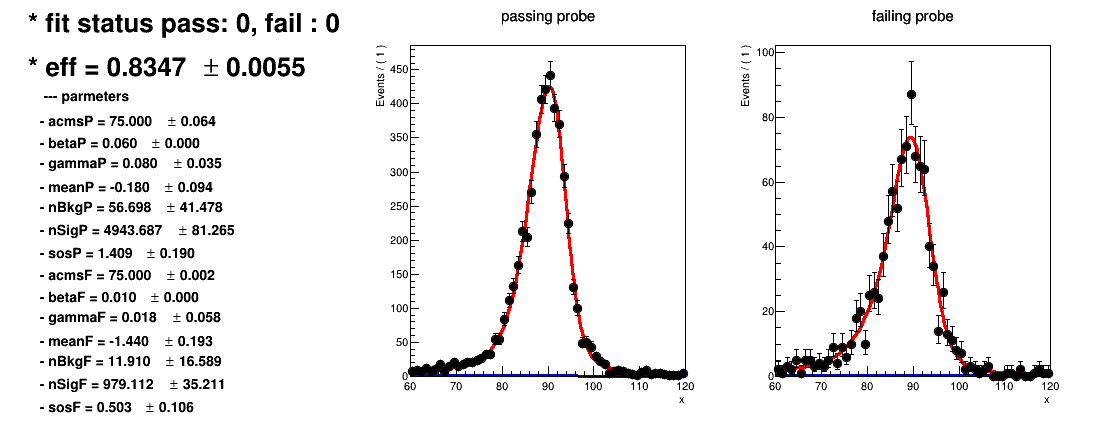 * fit status pass: 0, fail : 0
* eff = 0.8347 ± 0.0055
--- parmeters
- acmsP = 75.000 ± 0.064
- betaP = 0.060 ± 0.000
- gammaP = 0.080 ± 0.035
- meanP = -0.180 ± 0.094
- nBkgP = 56.698 ± 41.478
- nSigP = 4943.687 ± 81.265
- sosP = 1.409 ± 0.190
- acmsF = 75.000 ± 0.002
- betaF = 0.010 ± 0.000
- gammaF = 0.018 ± 0.058
- meanF = -1.440 ± 0.193
- nBkgF = 11.910 ± 16.589
- nSigF = 979.112 ± 35.211
- sosF = 0.503 ± 0.106
passing probe
Events / ( 1 )
450
400
350
300
250
200
150
100
50
0
60 70 80 90 100 110 120
x
failing probe
Events / ( 1 )
100
80
60
40
20
0
60 70 80 90 100 110 120
x